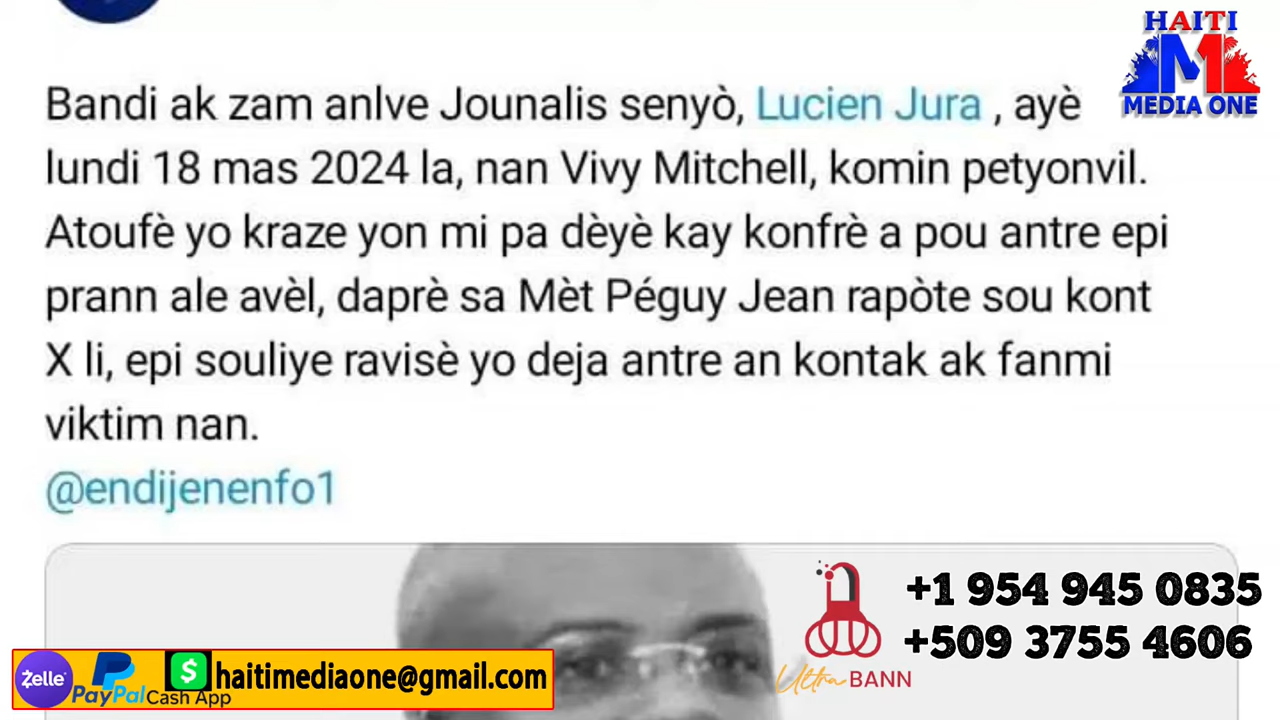 HAITI
M
MEDIA ONE
Bandi ak zam anlve Jounalis senyò, Lucien Jura , ayè
lundi 18 mas 2024 la, nan Vivy Mitchell, komin petyonvil.
Atoufè yo kraze yon mi pa dèyè kay konfrè a pou antre epi
prann ale avèl, daprè sa Mèt Péguy Jean rapòte sou kont
X li, epi souliye ravisè yo deja antre an kontak ak fanmi
viktim nan.
@endijenenfo1
+1 954 945 0835
+509 3755 4606
Ultra BANN
Zelle
PayPal
$
Cash App
haitimediaone@gmail.com